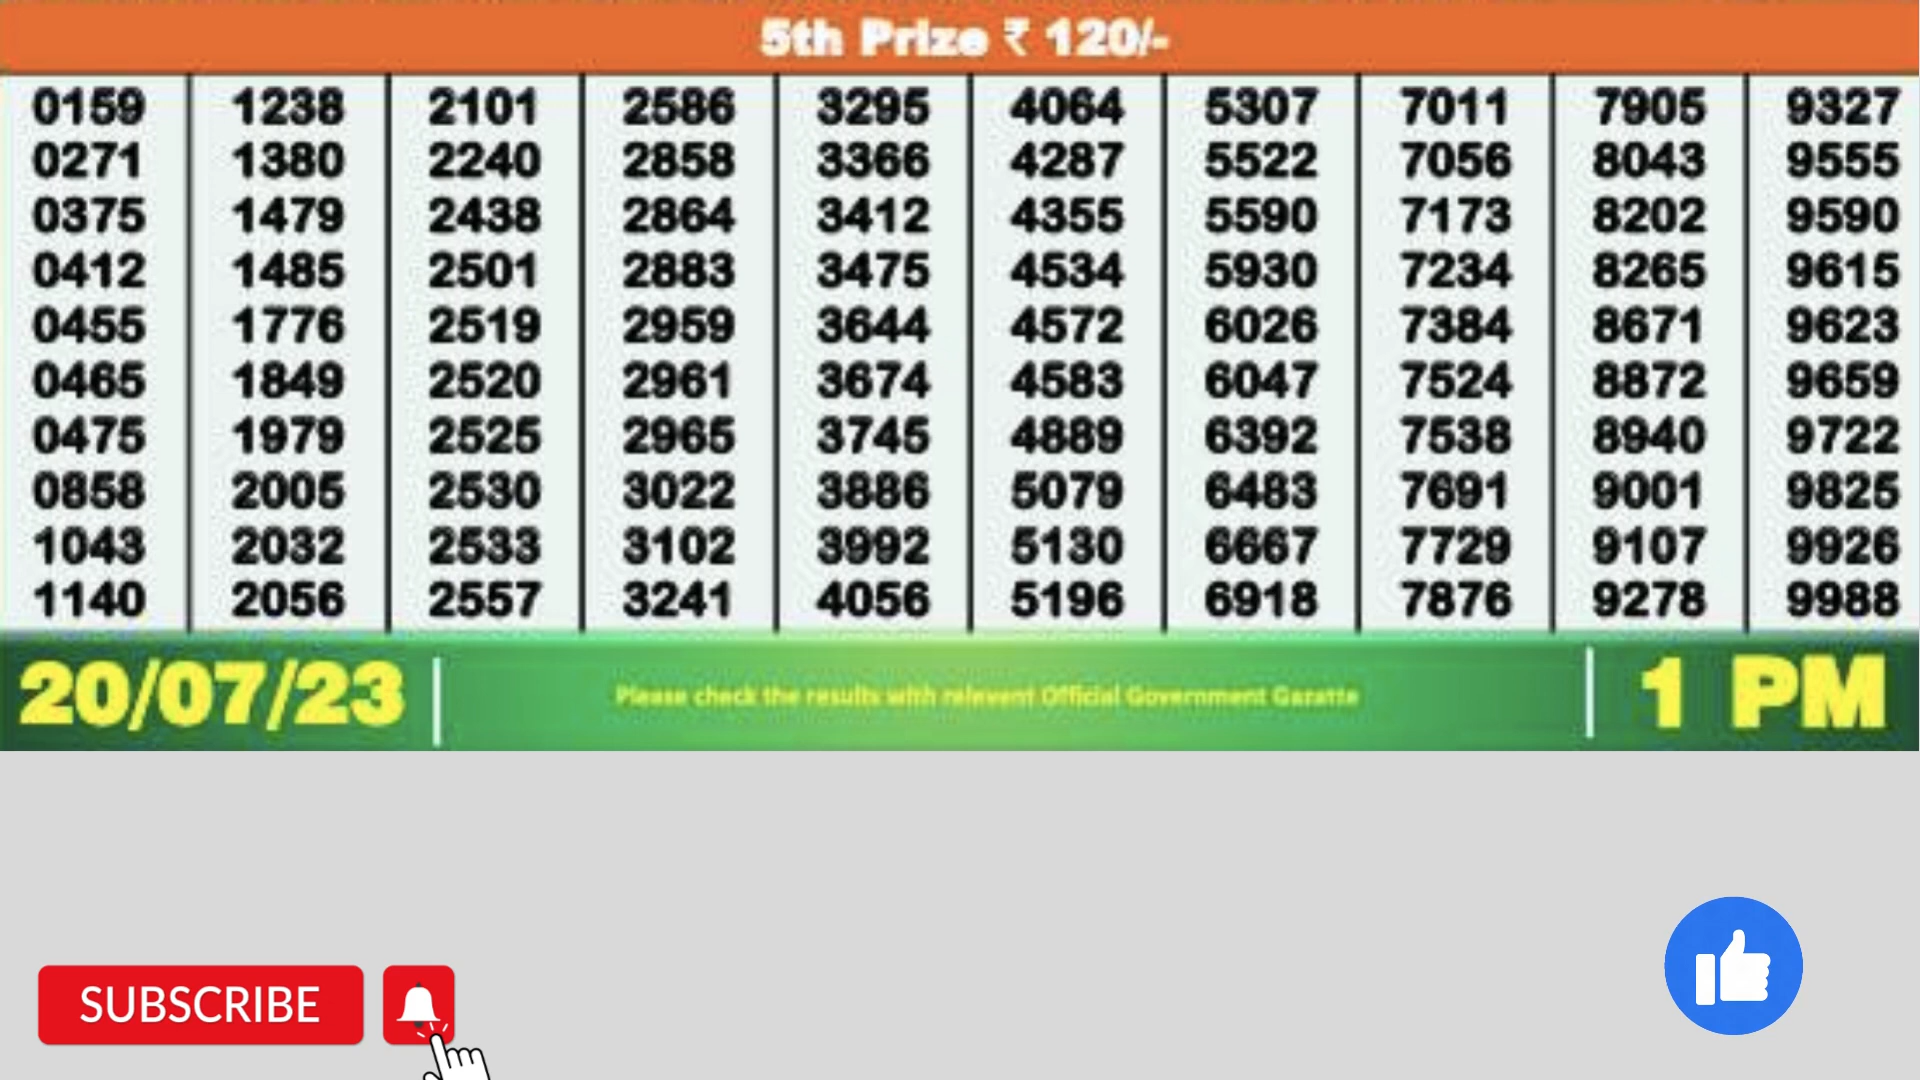 5th Prize ₹ 120/-
0159 1238 2101 2586 3295 4064 5307 7011 7905 9327
0271 1380 2240 2858 3366 4287 5522 7056 8043 9555
0375 1479 2438 2864 3412 4355 5590 7173 8202 9590
0412 1485 2501 2883 3475 4534 5930 7234 8265 9615
0455 1776 2519 2959 3644 4572 6026 7384 8671 9623
0465 1849 2520 2961 3674 4583 6047 7524 8872 9659
0475 1979 2525 2965 3745 4889 6392 7538 8940 9722
0858 2005 2530 3022 3886 5079 6483 7691 9001 9825
1043 2032 2533 3102 3992 5130 6667 7729 9107 9926
1140 2056 2557 3241 4056 5196 6918 7876 9278 9988
20/07/23 Please check the results with relevent Official Government Gazatte 1 PM
SUBSCRIBE